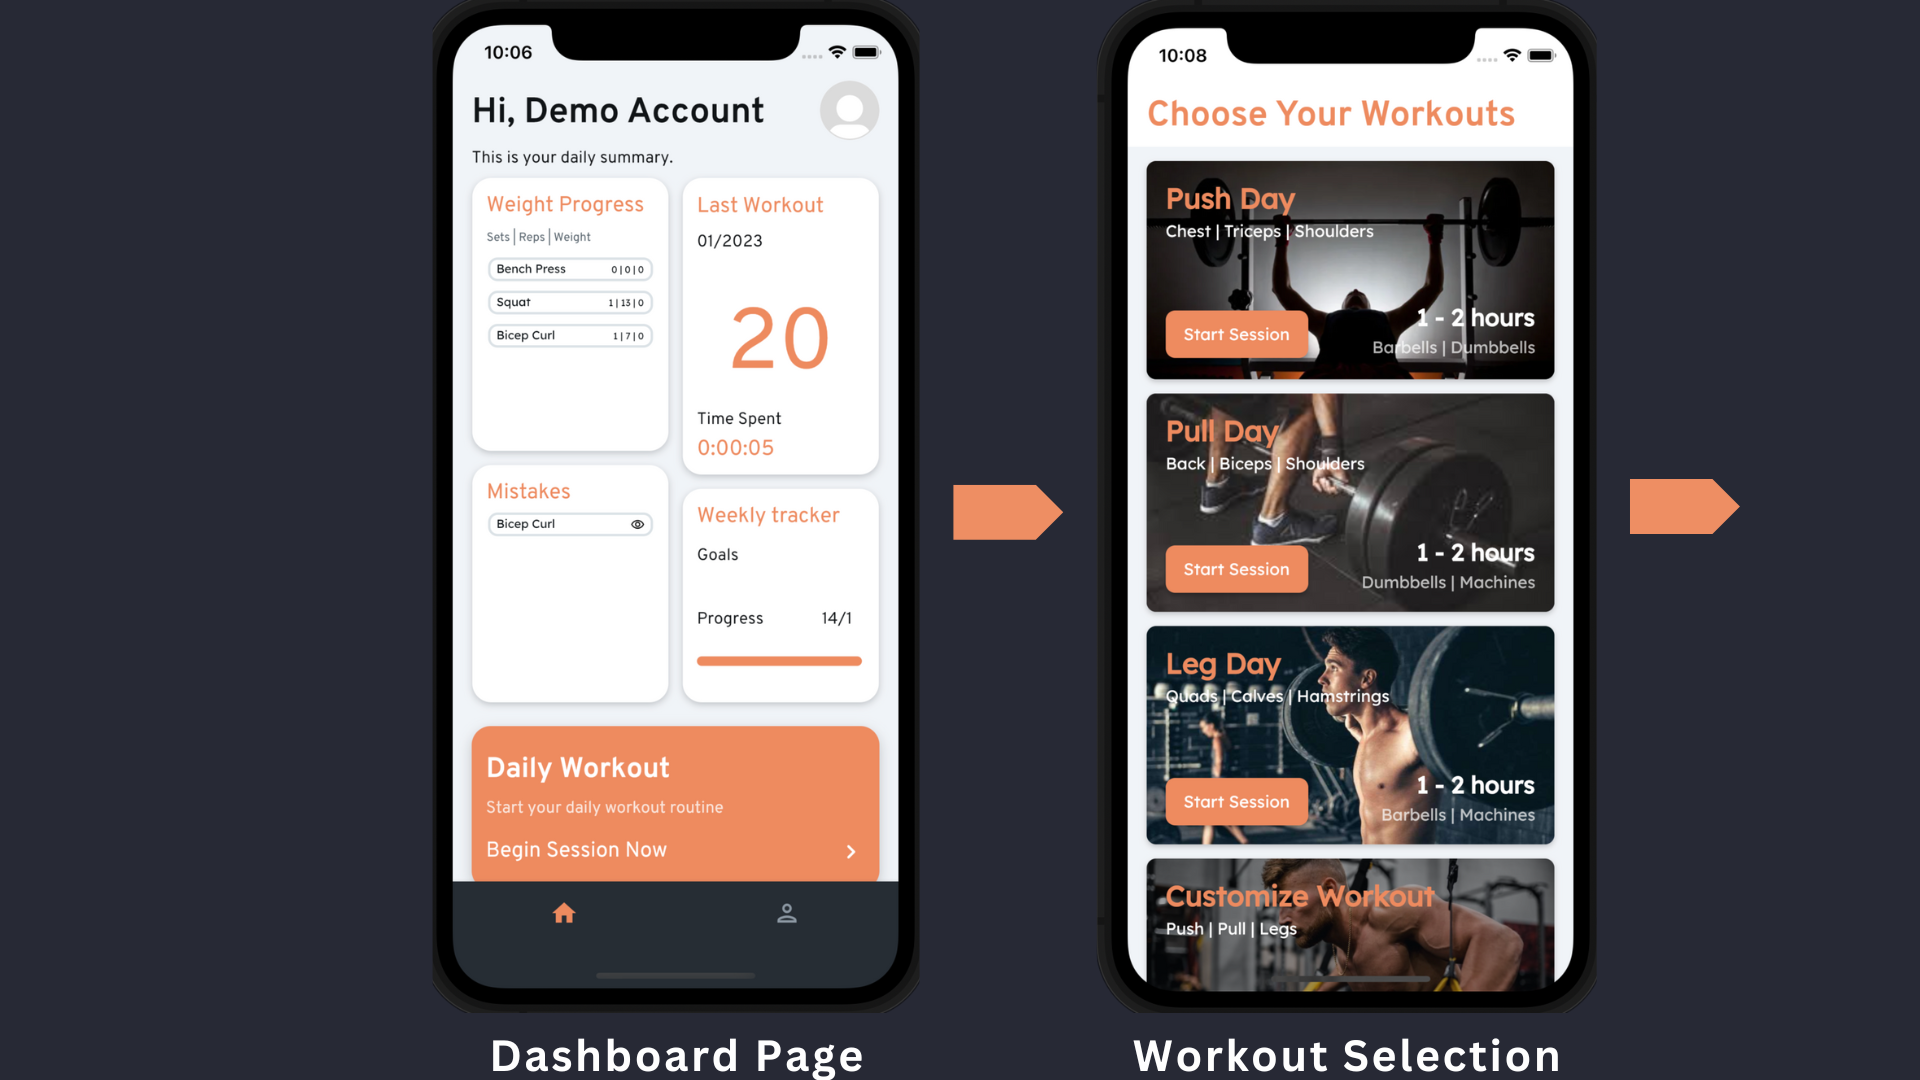 10:06
Hi, Demo Account
This is your daily summary.
Weight Progress
Sets | Reps | Weight
Bench Press 0 | 0 | 0
Squat 1 | 13 | 0
Bicep Curl 1 | 7 | 0
Last Workout
01/2023
20
Time Spent
0:00:05
Mistakes
Bicep Curl
Weekly tracker
Goals
Progress 14/1
Daily Workout
Start your daily workout routine
Begin Session Now
Dashboard Page
10:08
Choose Your Workouts
Push Day
Chest | Triceps | Shoulders
1 - 2 hours
Start Session
Barbells | Dumbbells
Pull Day
Back | Biceps | Shoulders
1 - 2 hours
Start Session
Dumbbells | Machines
Leg Day
Quads | Calves | Hamstrings
1 - 2 hours
Start Session
Barbells | Machines
Customize Workout
Push | Pull | Legs
Workout Selection